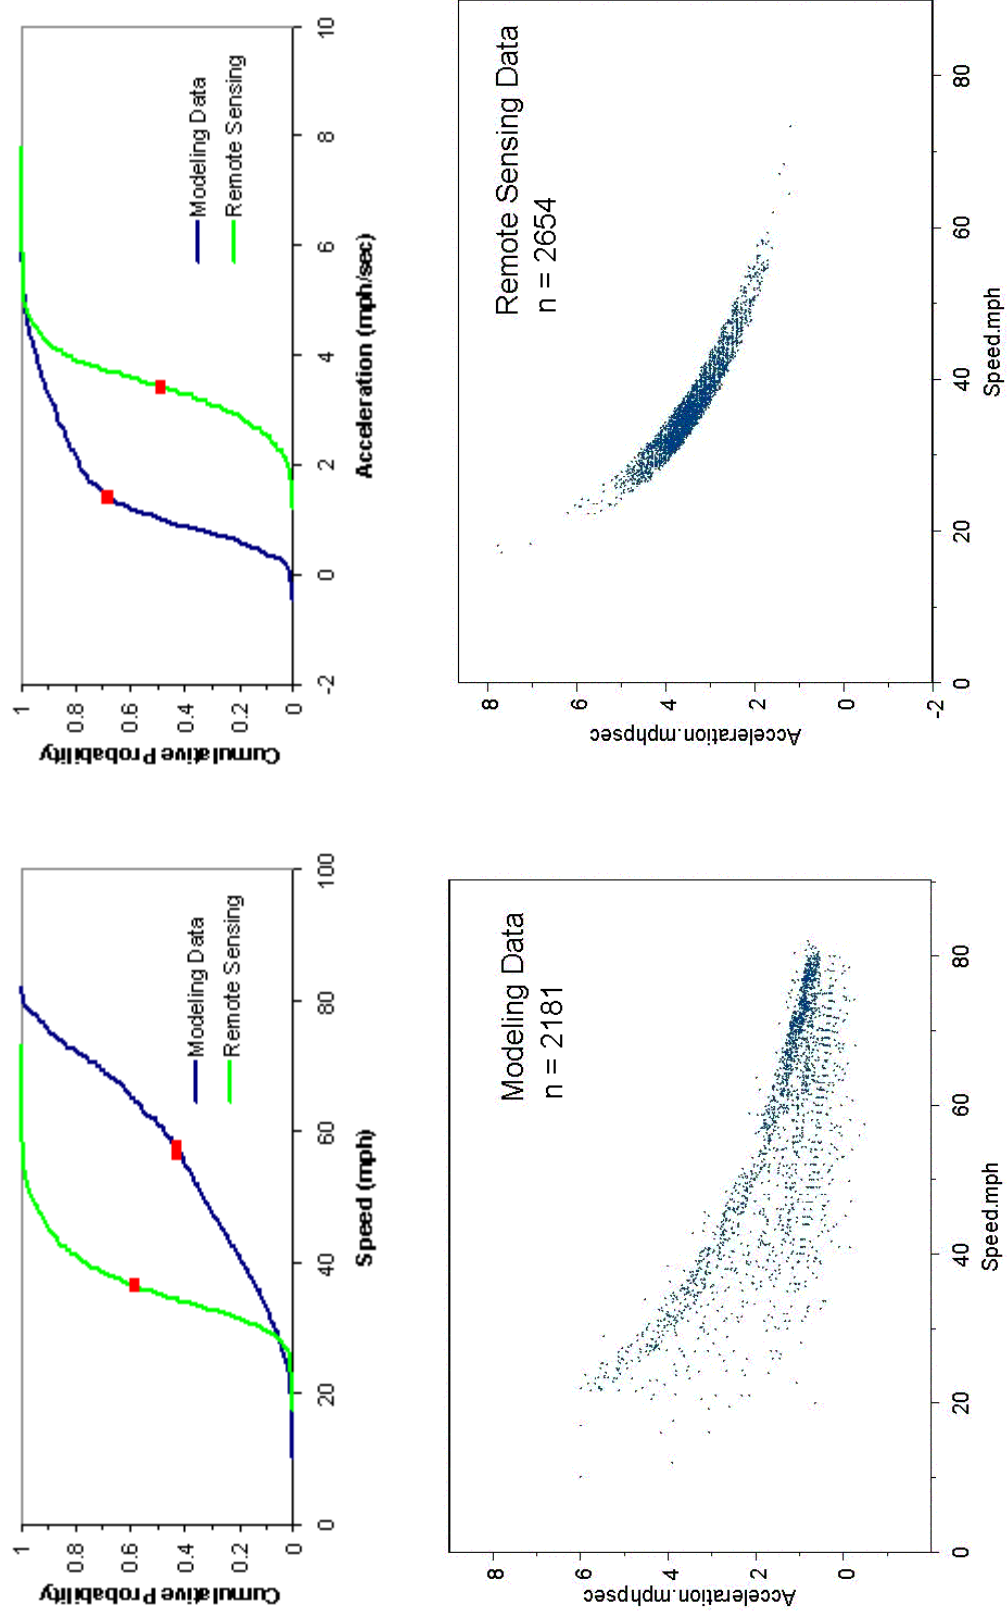 Cumulative Probability
1
0.8
0.6
0.4
0.2
0
0
20
40
60
80
100
Speed (mph)
Modeling Data
Remote Sensing
Cumulative Probability
1
0.8
0.6
0.4
0.2
0
-2
0
2
4
6
8
10
Acceleration (mph/sec)
Modeling Data
Remote Sensing
Modeling Data
n = 2181
Acceleration.mphpsec
6
4
2
0
0
20
40
60
80
Speed.mph
Remote Sensing Data
n = 2654
Acceleration.mphpsec
8
6
4
2
0
-2
0
20
40
60
80
Speed.mph